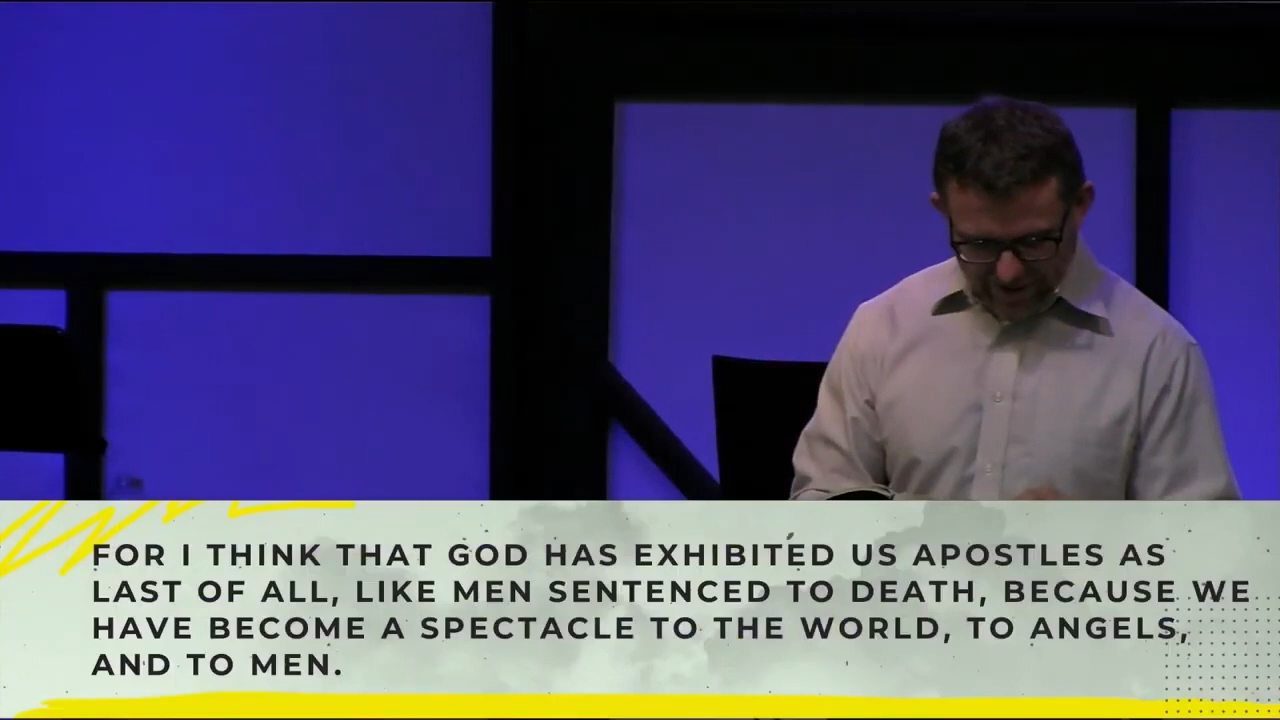 FOR I THINK THAT GOD HAS EXHIBITED US APOSTLES AS
LAST OF ALL, LIKE MEN SENTENCED TO DEATH, BECAUSE WE
HAVE BECOME A SPECTACLE TO THE WORLD, TO ANGELS,
AND TO MEN.